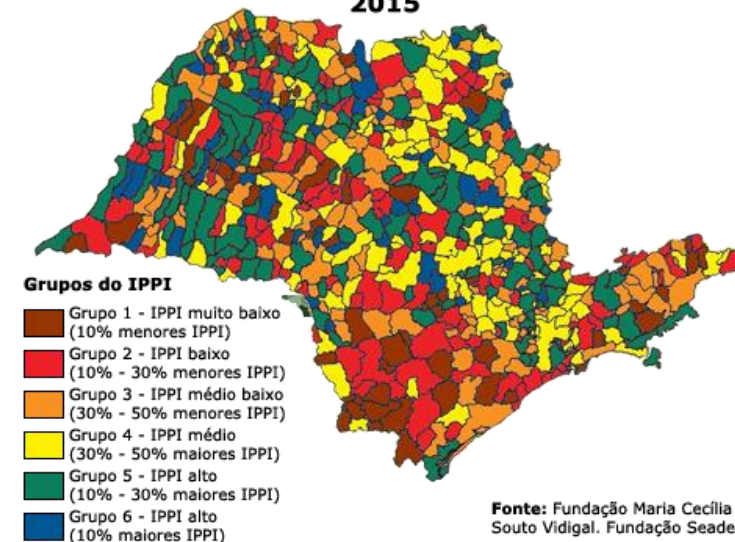 2015
Grupos do IPPI
Grupo 1 - IPPI muito baixo
(10% menores IPPI)
Grupo 2 - IPPI baixo
(10% - 30% menores IPPI)
Grupo 3 - IPPI médio baixo
(30% - 50% menores IPPI)
Grupo 4 - IPPI médio
(30% - 50% maiores IPPI)
Grupo 5 - IPPI alto
(10% - 30% maiores IPPI)
Grupo 6 - IPPI alto
(10% maiores IPPI)
Fonte: Fundação Maria Cecília
Souto Vidigal. Fundação Seade